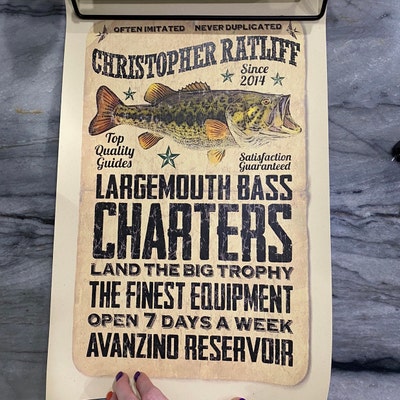 OFTEN IMITATED NEVER DUPLICATED
CHRISTOPHER RATLIFF
Since
2014
Top
Quality
Guides
Satisfaction
Guaranteed
LARGEMOUTH BASS
CHARTERS
LAND THE BIG TROPHY
THE FINEST EQUIPMENT
OPEN 7 DAYS A WEEK
AVANZINO RESERVOIR